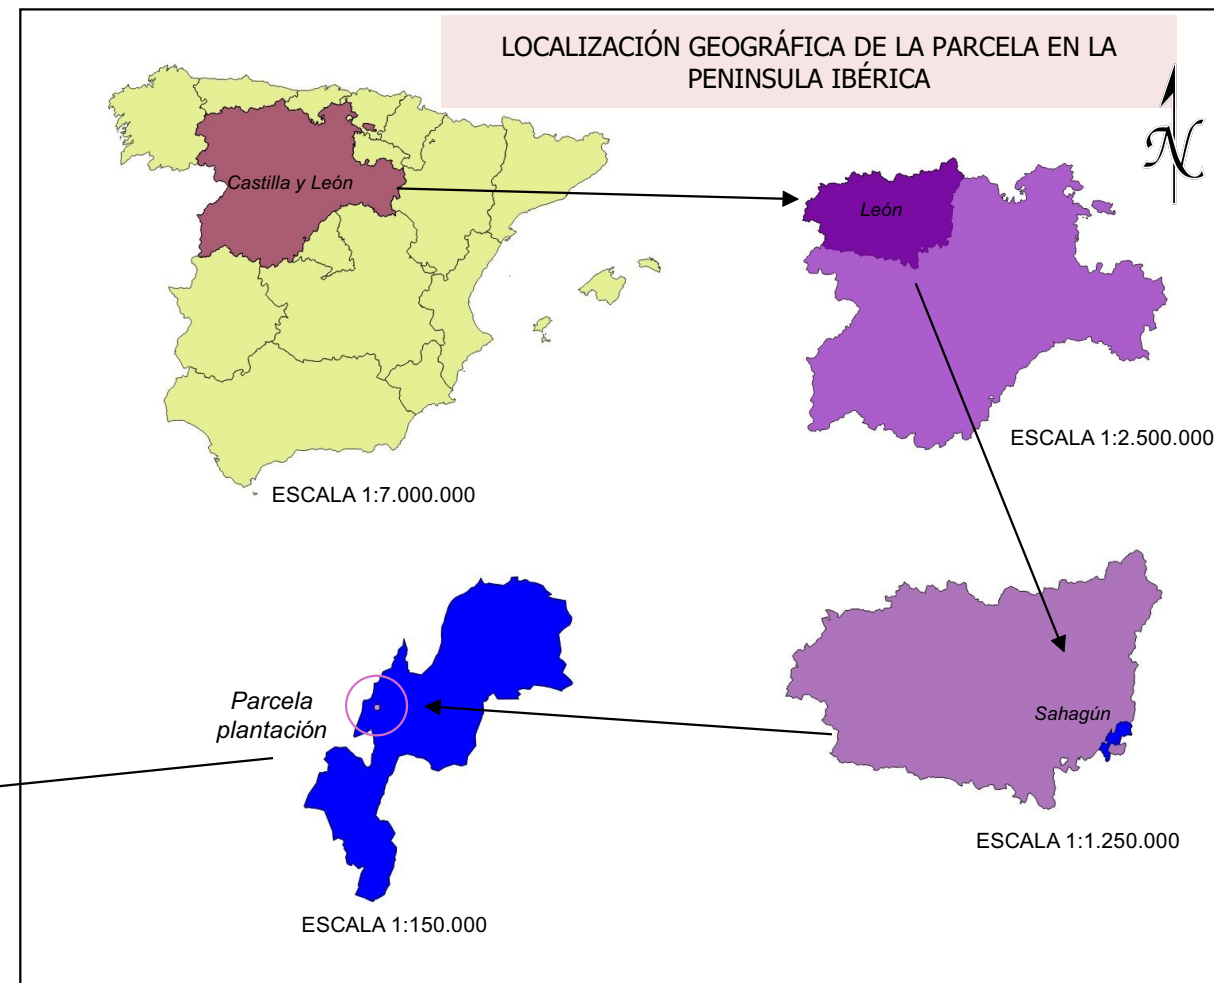 LOCALIZACIÓN GEOGRÁFICA DE LA PARCELA EN LA
PENINSULA IBÉRICA
N
Castilla y León
León
ESCALA 1:2.500.000
ESCALA 1:7.000.000
Parcela
plantación
Sahagún
ESCALA 1:1.250.000
ESCALA 1:150.000